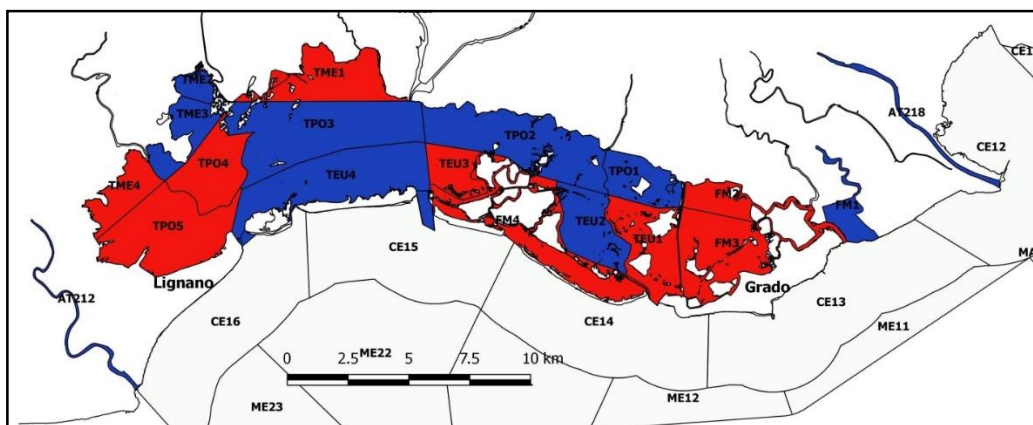 TME1
TME2
CE1
TME3
AT218
TPO3
TPO2
CE12
TPO4
TEU3
TPO1
TME4
TEU4
FM2
FM1
TPO5
FM4
TEU2
TEU1
FM3
CE15
MA
Lignano
Grado
AT212
CE13
CE16
CE14
ME11
ME22
0 2.5 5 7.5 10 km
ME12
ME23